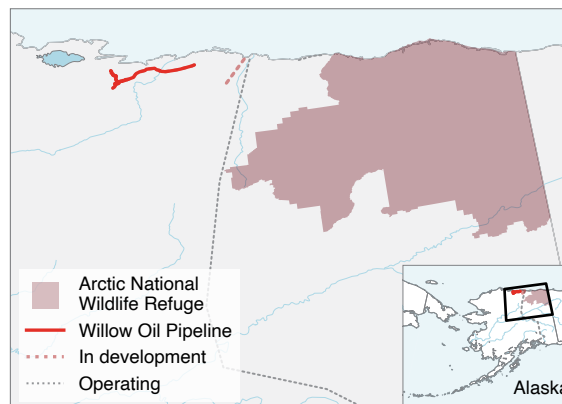 Arctic National
Wildlife Refuge
Willow Oil Pipeline
In development
Operating
Alaska